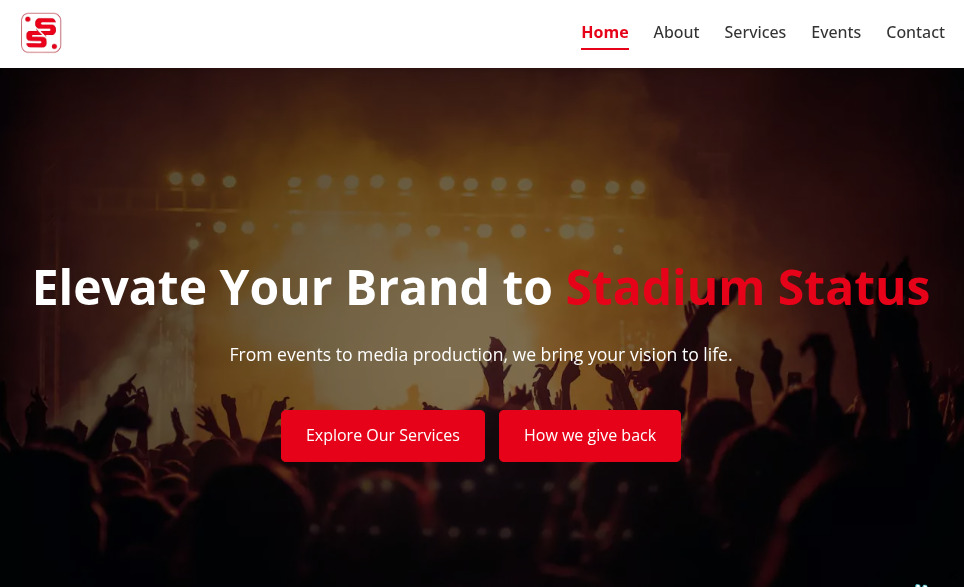 SS
Home About Services Events Contact
Elevate Your Brand to Stadium Status
From events to media production, we bring your vision to life.
Explore Our Services How we give back